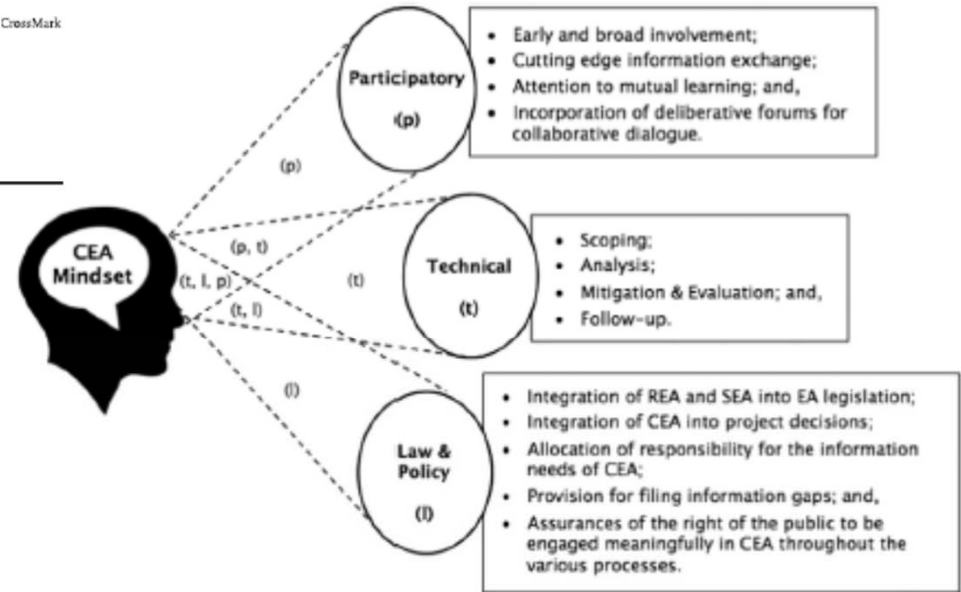 CrossMark
Participatory
(p)
• Early and broad involvement;
• Cutting edge information exchange;
• Attention to mutual learning; and,
• Incorporation of deliberative forums for
collaborative dialogue.
(p)
CEA
Mindset
(p, t)
(t, l, p)
(t)
(t, l)
Technical
(t)
• Scoping;
• Analysis;
• Mitigation & Evaluation; and,
• Follow-up.
(l)
Law &
Policy
(l)
• Integration of REA and SEA into EA legislation;
• Integration of CEA into project decisions;
• Allocation of responsibility for the information
needs of CEA;
• Provision for filing information gaps; and,
• Assurances of the right of the public to be
engaged meaningfully in CEA throughout the
various processes.